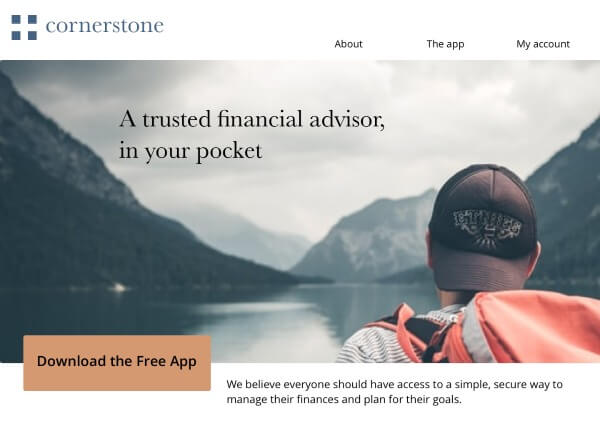 cornerstone
About The app My account
A trusted financial advisor,
in your pocket
ETNIES
Download the Free App
We believe everyone should have access to a simple, secure way to
manage their finances and plan for their goals.